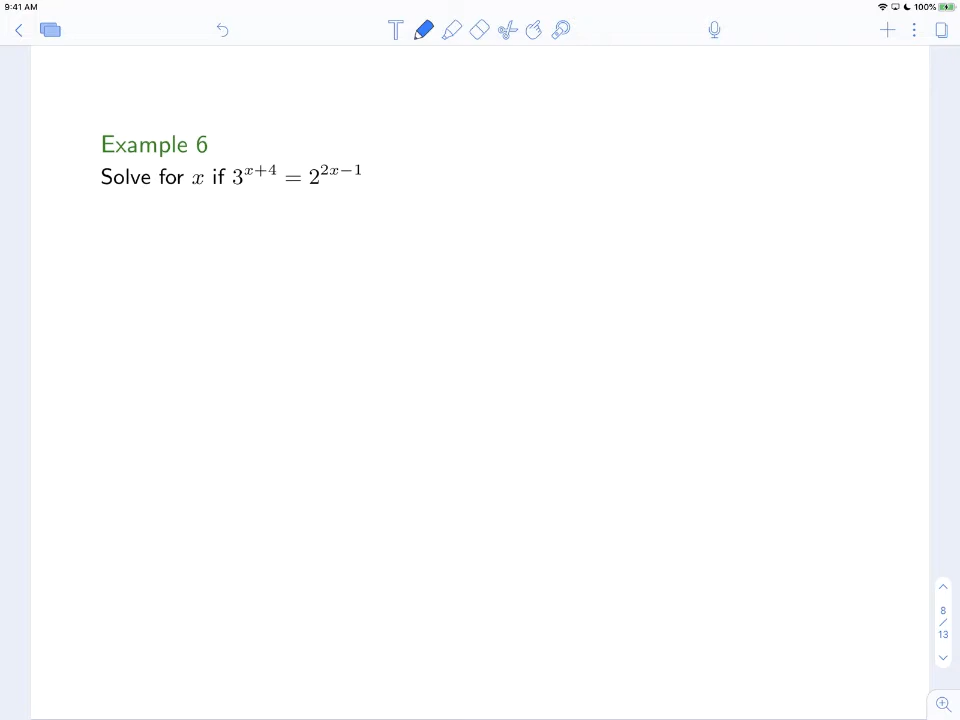 9:41 AM
100%
T
Example 6
Solve for x if 3^{x+4} = 2^{2x−1}
8
/
13